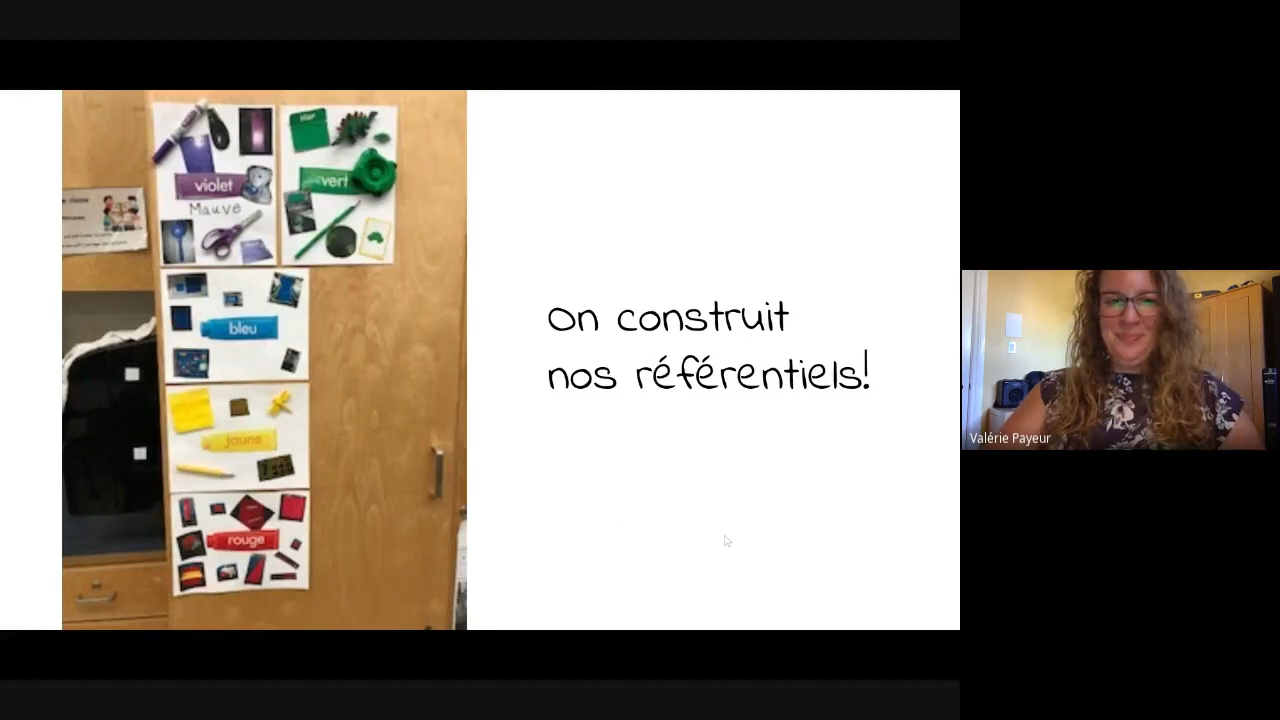 violet
Mauve
vert
bleu
jaune
rouge
On construit
nos référentiels!
Valérie Payeur